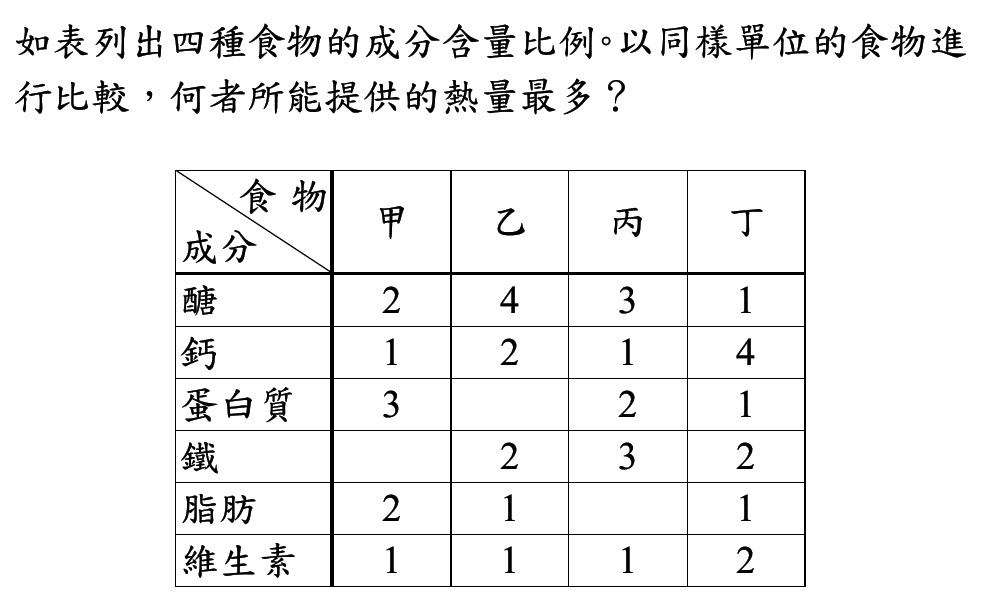 如表列出四種食物的成分含量比例。以同樣單位的食物進
行比較，何者所能提供的熱量最多？
食物 成分 甲 乙 丙 丁
醣 2 4 3 1
鈣 1 2 1 4
蛋白質 3 2 1
鐵 2 3 2
脂肪 2 1 1
維生素 1 1 1 2